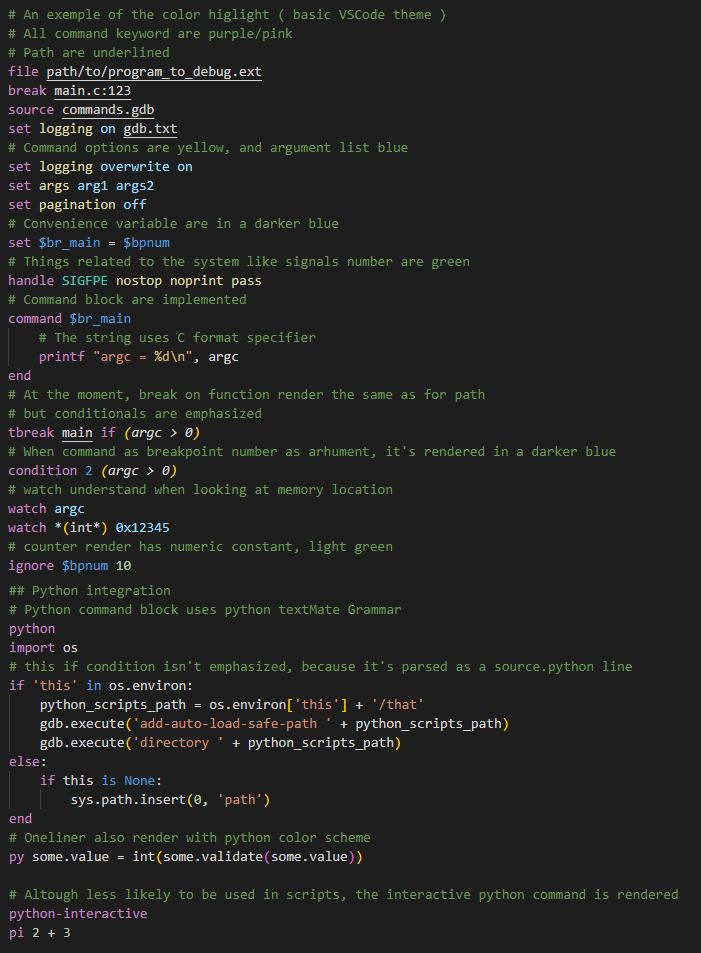 # An exemple of the color higlight ( basic VSCode theme )
# All command keyword are purple/pink
# Path are underlined
file path/to/program_to_debug.ext
break main.c:123
source commands.gdb
set logging on gdb.txt
# Command options are yellow, and argument list blue
set logging overwrite on
set args arg1 args2
set pagination off
# Convenience variable are in a darker blue
set $br_main = $bpnum
# Things related to the system like signals number are green
handle SIGFPE nostop noprint pass
# Command block are implemented
command $br_main
    # The string uses C format specifier
    printf "argc = %d\n", argc
end
# At the moment, break on function render the same as for path
# but conditionals are emphasized
tbreak main if (argc > 0)
# When command as breakpoint number as arhument, it's rendered in a darker blue
condition 2 (argc > 0)
# watch understand when looking at memory location
watch argc
watch *(int*) 0x12345
# counter render has numeric constant, light green
ignore $bpnum 10
## Python integration
# Python command block uses python textMate Grammar
python
import os
# this if condition isn't emphasized, because it's parsed as a source.python line
if 'this' in os.environ:
    python_scripts_path = os.environ['this'] + '/that'
    gdb.execute('add-auto-load-safe-path ' + python_scripts_path)
    gdb.execute('directory ' + python_scripts_path)
else:
    if this is None:
        sys.path.insert(0, 'path')
end
# Oneliner also render with python color scheme
py some.value = int(some.validate(some.value))
# Altough less likely to be used in scripts, the interactive python command is rendered
python-interactive
pi 2 + 3